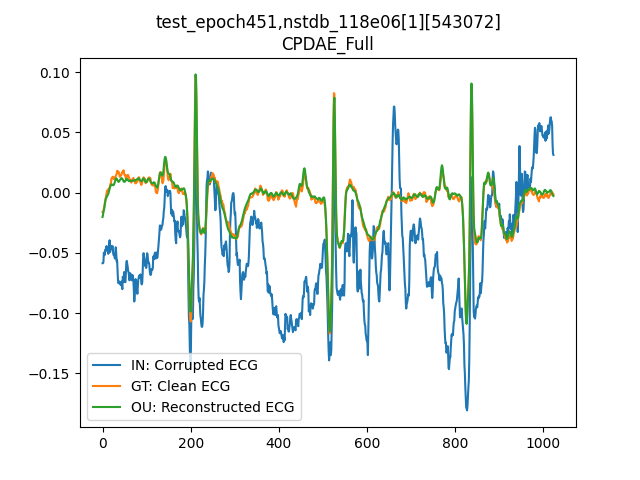 test_epoch451,nstdb_118e06[1][543072]
CPDAE_Full
0.10
0.05
0.00
−0.05
−0.10
−0.15
IN: Corrupted ECG
GT: Clean ECG
OU: Reconstructed ECG
0 200 400 600 800 1000